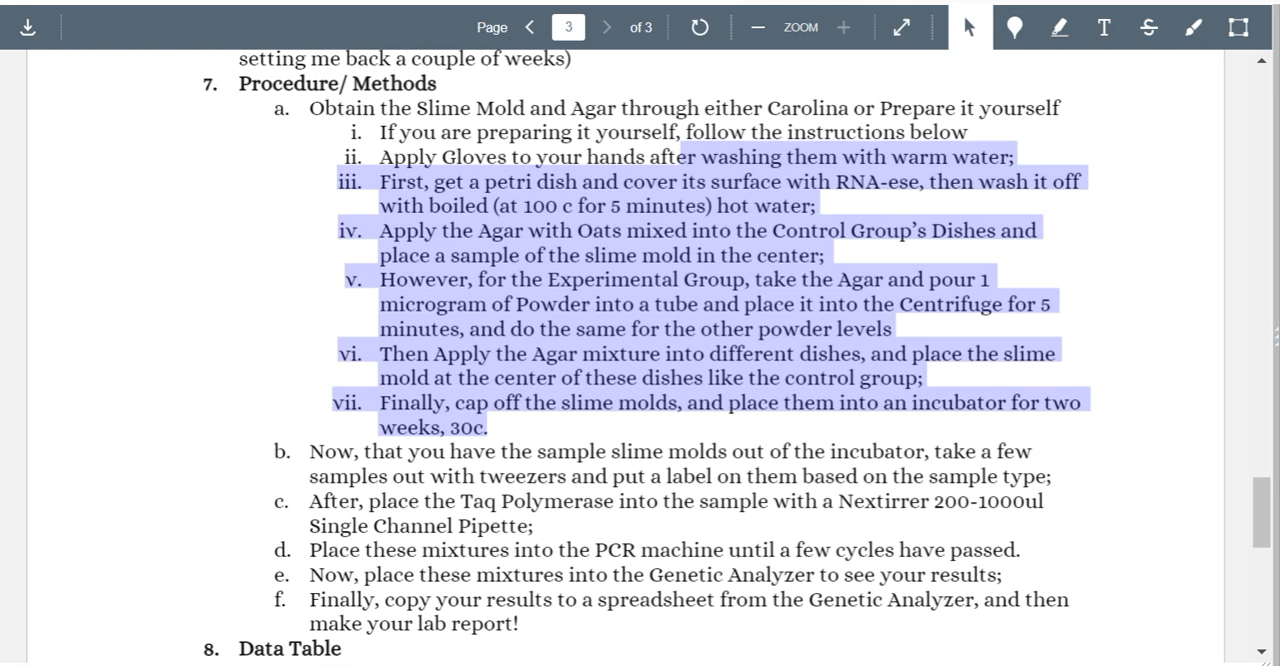 Page 3 of 3 ZOOM T S
setting me back a couple of weeks)
7. Procedure/ Methods
a. Obtain the Slime Mold and Agar through either Carolina or Prepare it yourself
i. If you are preparing it yourself, follow the instructions below
ii. Apply Gloves to your hands after washing them with warm water;
iii. First, get a petri dish and cover its surface with RNA-ese, then wash it off
with boiled (at 100 c for 5 minutes) hot water;
iv. Apply the Agar with Oats mixed into the Control Group's Dishes and
place a sample of the slime mold in the center;
v. However, for the Experimental Group, take the Agar and pour 1
microgram of Powder into a tube and place it into the Centrifuge for 5
minutes, and do the same for the other powder levels
vi. Then Apply the Agar mixture into different dishes, and place the slime
mold at the center of these dishes like the control group;
vii. Finally, cap off the slime molds, and place them into an incubator for two
weeks, 30c.
b. Now, that you have the sample slime molds out of the incubator, take a few
samples out with tweezers and put a label on them based on the sample type;
c. After, place the Taq Polymerase into the sample with a Nextirrer 200-1000ul
Single Channel Pipette;
d. Place these mixtures into the PCR machine until a few cycles have passed.
e. Now, place these mixtures into the Genetic Analyzer to see your results;
f. Finally, copy your results to a spreadsheet from the Genetic Analyzer, and then
make your lab report!
8. Data Table